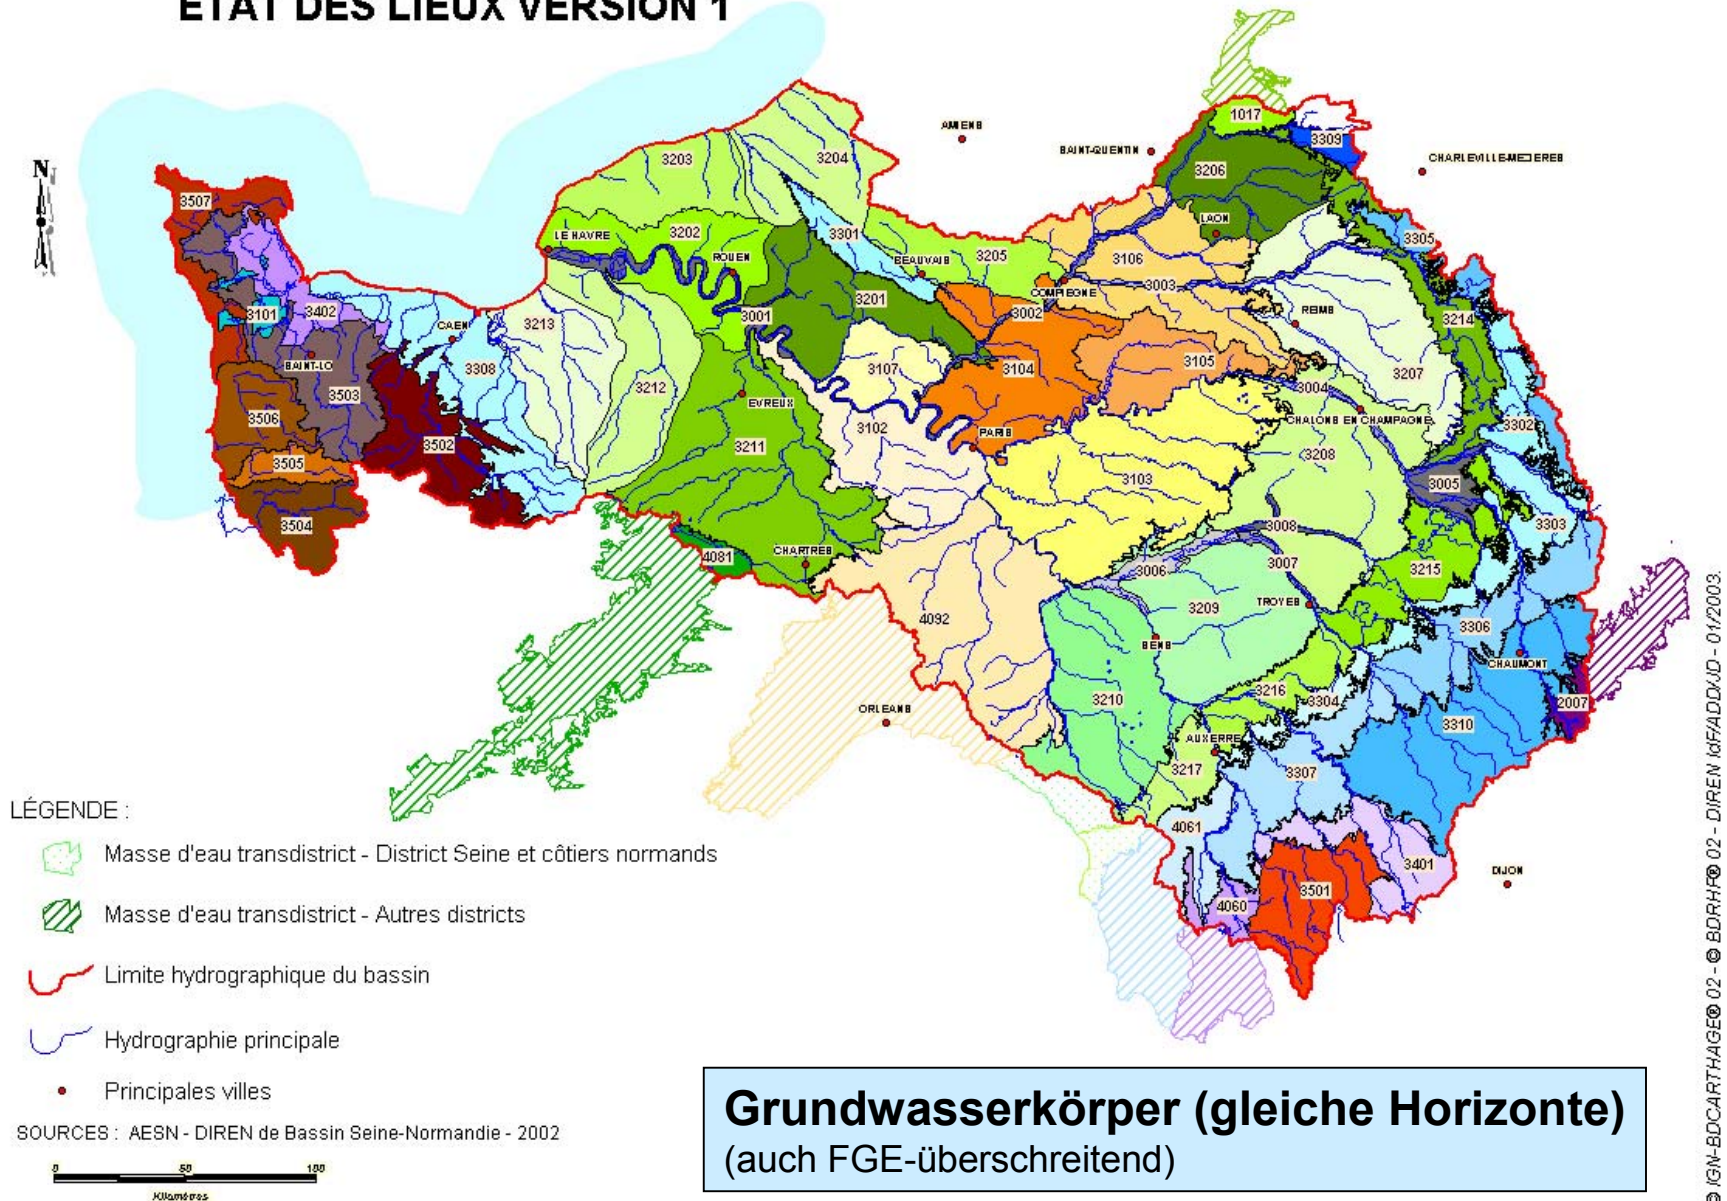 ETAT DES LIEUX VERSION 1
N
AMIENS
SAINT-QUENTIN
CHARLEVILLE-MEZIERES
1017
3309
3203
3204
3206
3507
LAON
LE HAVRE
3202
ROUEN
3301
BEAUVAIS
3205
3106
3305
COMPIEGNE
3003
3101
3402
CAEN
3213
3001
3201
3002
REIMS
3214
SAINT-LO
3308
3107
3104
3105
3503
3212
EVREUX
3004
3207
3506
3502
3211
3102
PARIS
CHALONS EN CHAMPAGNE
3302
3505
3208
3103
3005
3504
3008
3303
4081
CHARTRES
3006
3007
3215
3209
TROYES
4092
SENS
3306
CHAUMONT
3210
3216
3304
2007
ORLEANS
3310
AUXERRE
3217
3307
4061
3401
DIJON
3501
4060
LÉGENDE :
Masse d'eau transdistrict - District Seine et côtiers normands
Masse d'eau transdistrict - Autres districts
Limite hydrographique du bassin
Hydrographie principale
Principales villes
SOURCES : AESN - DIREN de Bassin Seine-Normandie - 2002
0 50 100
Kilomètres
Grundwasserkörper (gleiche Horizonte)
(auch FGE-überschreitend)
© IGN-BDCARTHAGE® 02 - © BDRHF® 02 - DIREN IdF/ADD/JD - 01/2003.